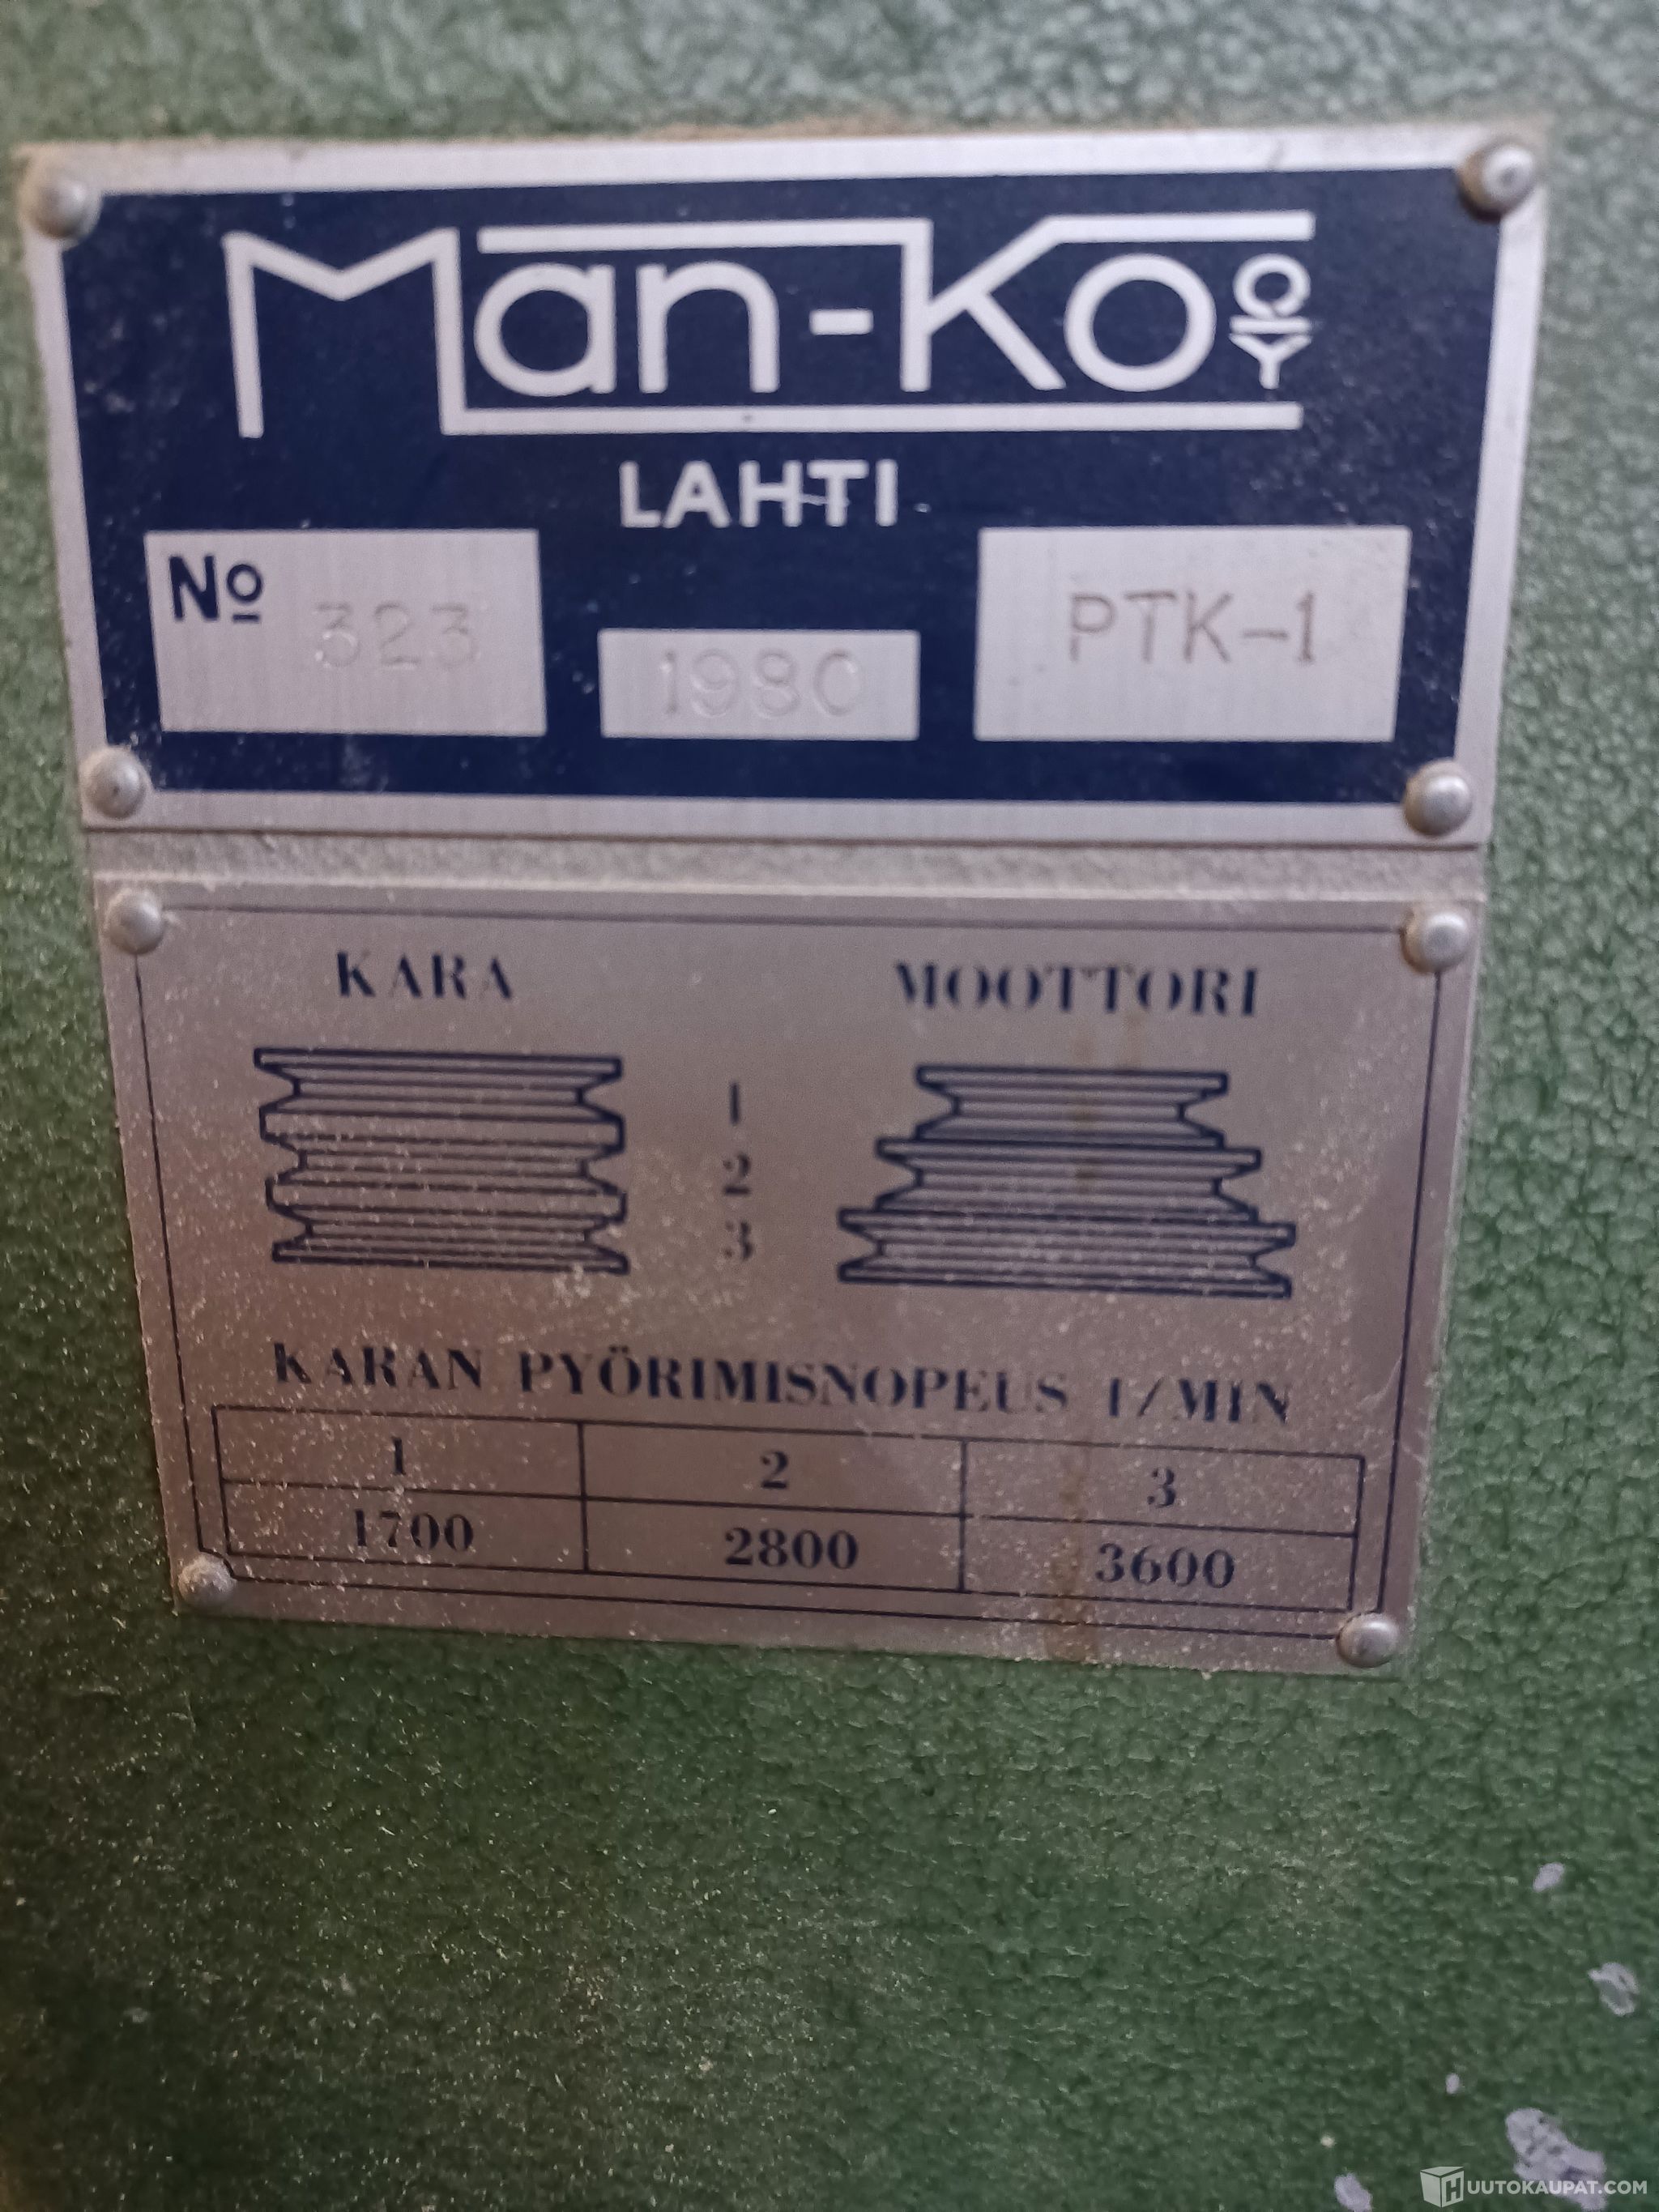 Man-Ko OY
LAHTI
No 323
1980
PTK-1
KARA MOOTTORI
1
2
3
KARAN PYÖRIMISNOPEUS 1/MIN
1 2 3
1700 2800 3600
HUUTOKAUPAT.COM